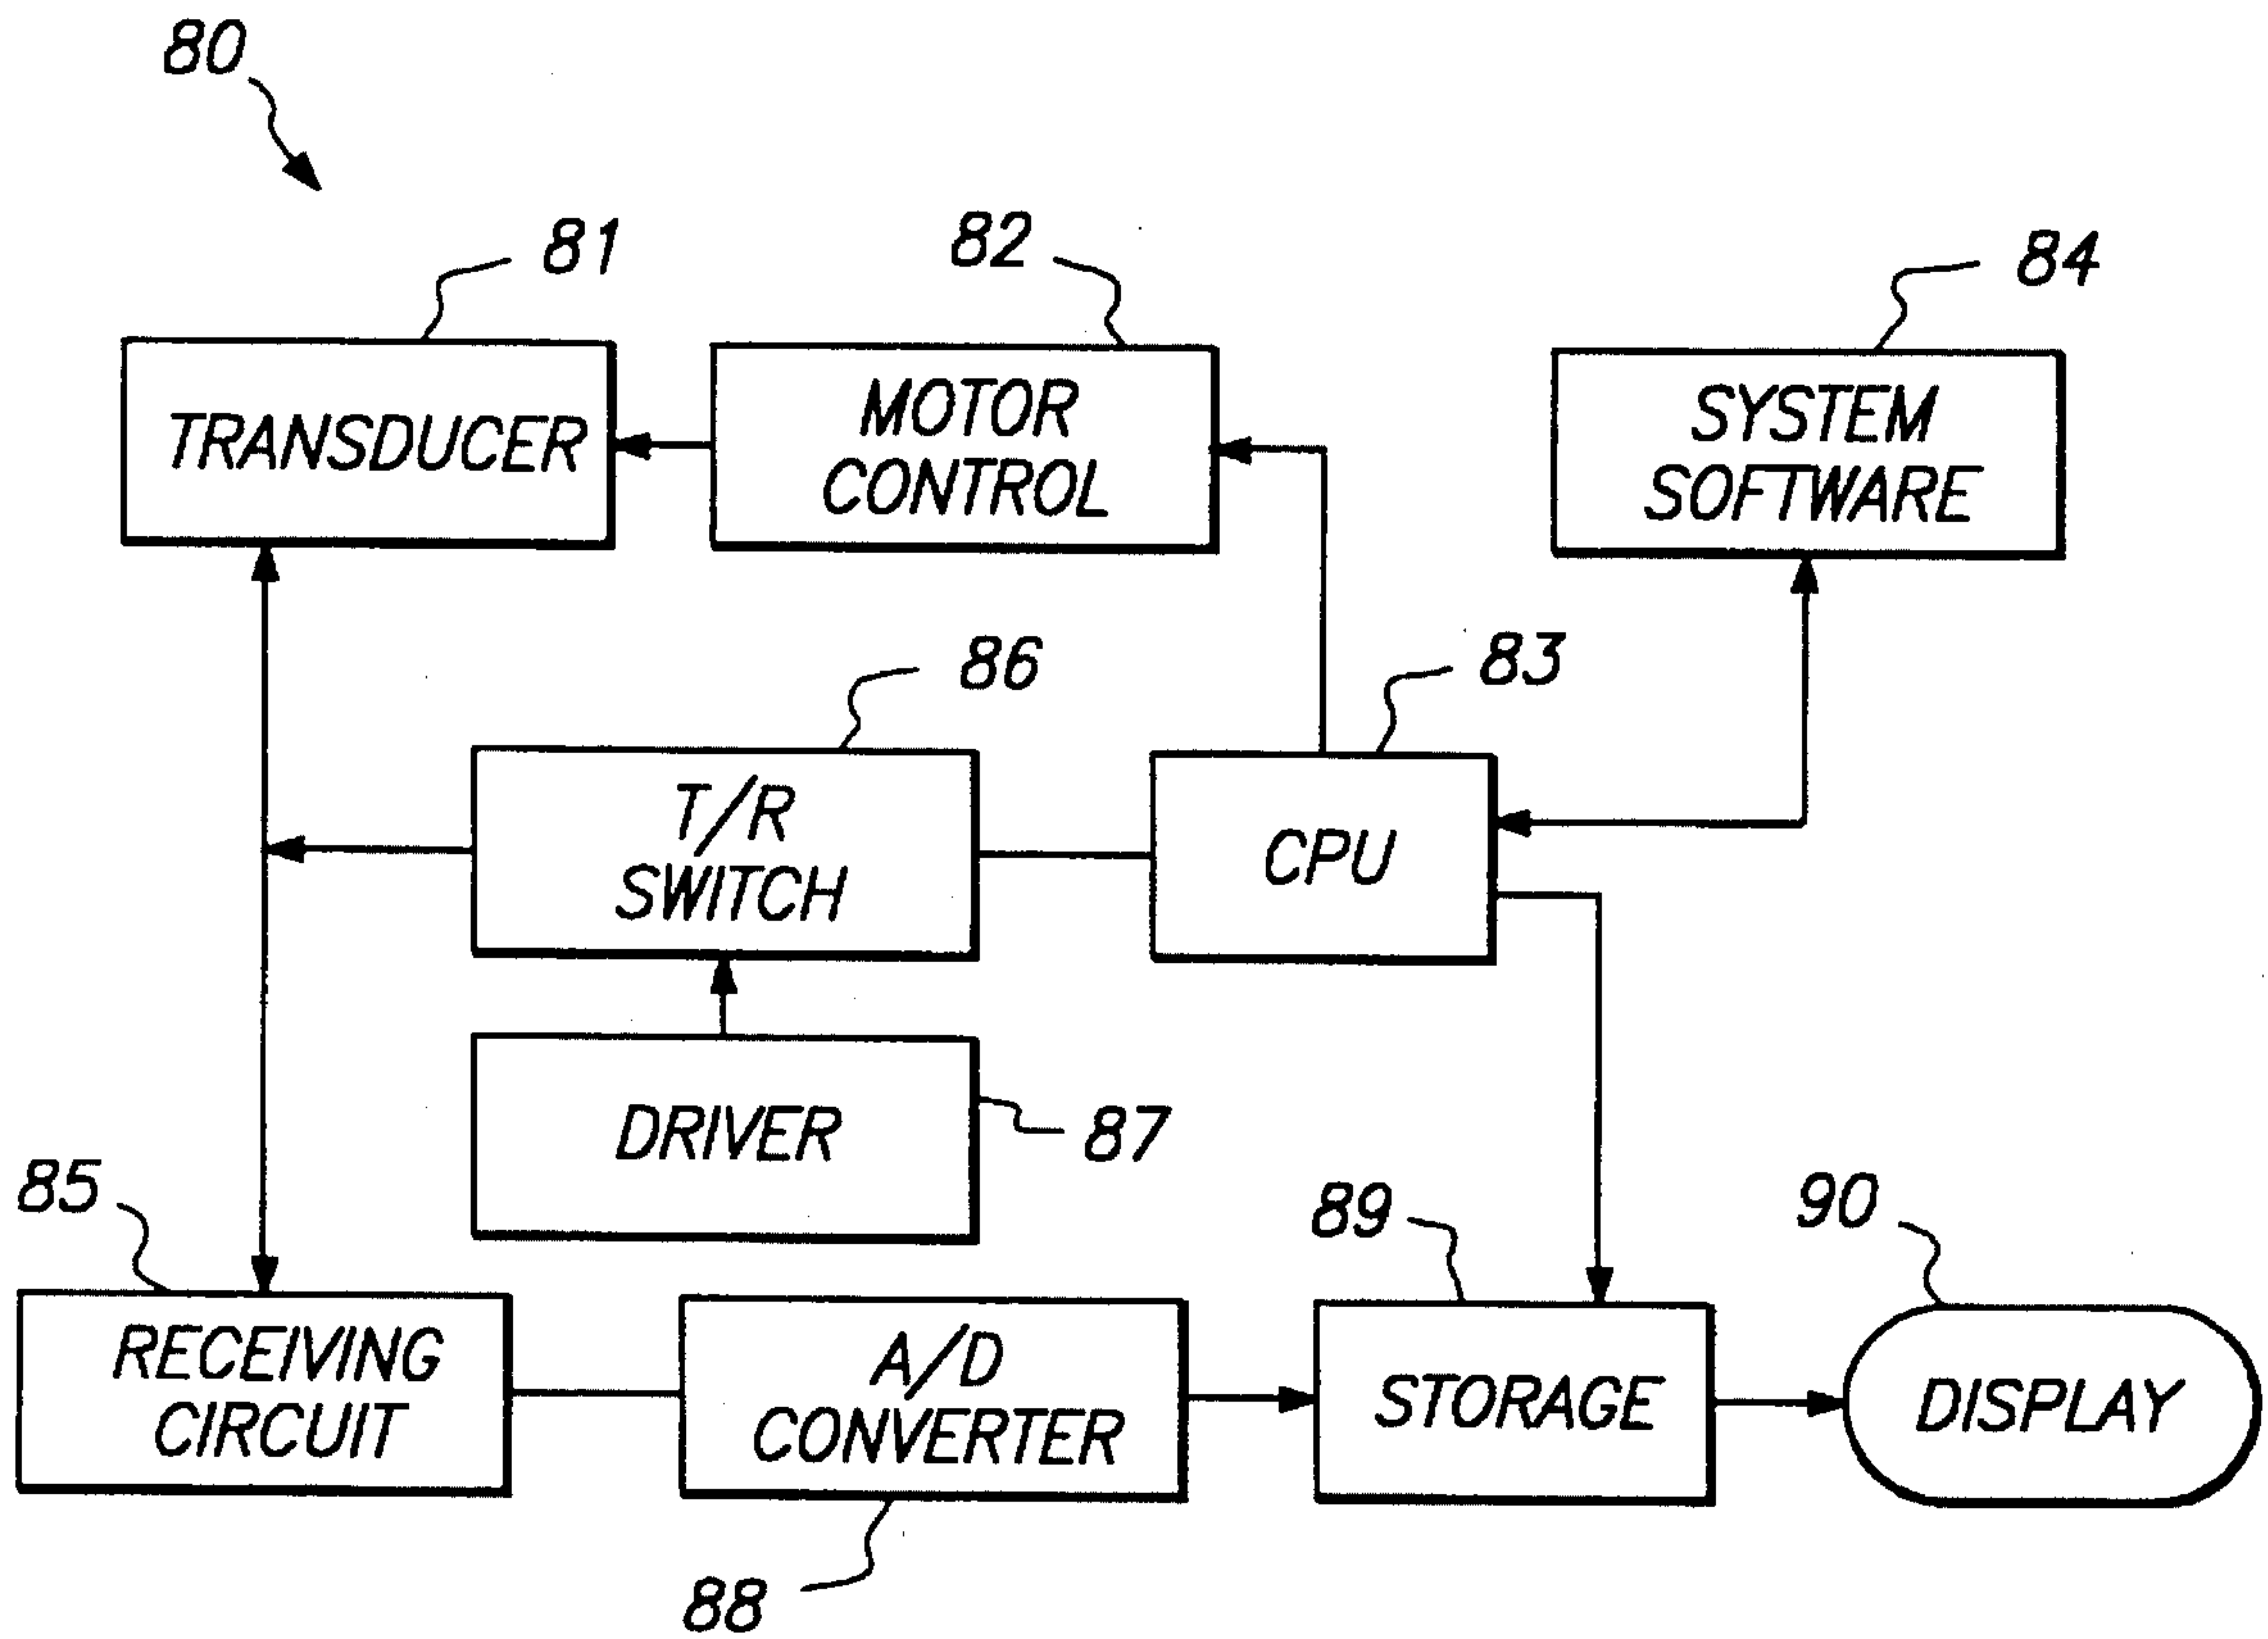 80
81
82
84
TRANSDUCER
MOTOR
CONTROL
SYSTEM
SOFTWARE
86
83
T/R
SWITCH
CPU
DRIVER
87
85
89
90
RECEIVING
CIRCUIT
A/D
CONVERTER
STORAGE
DISPLAY
88